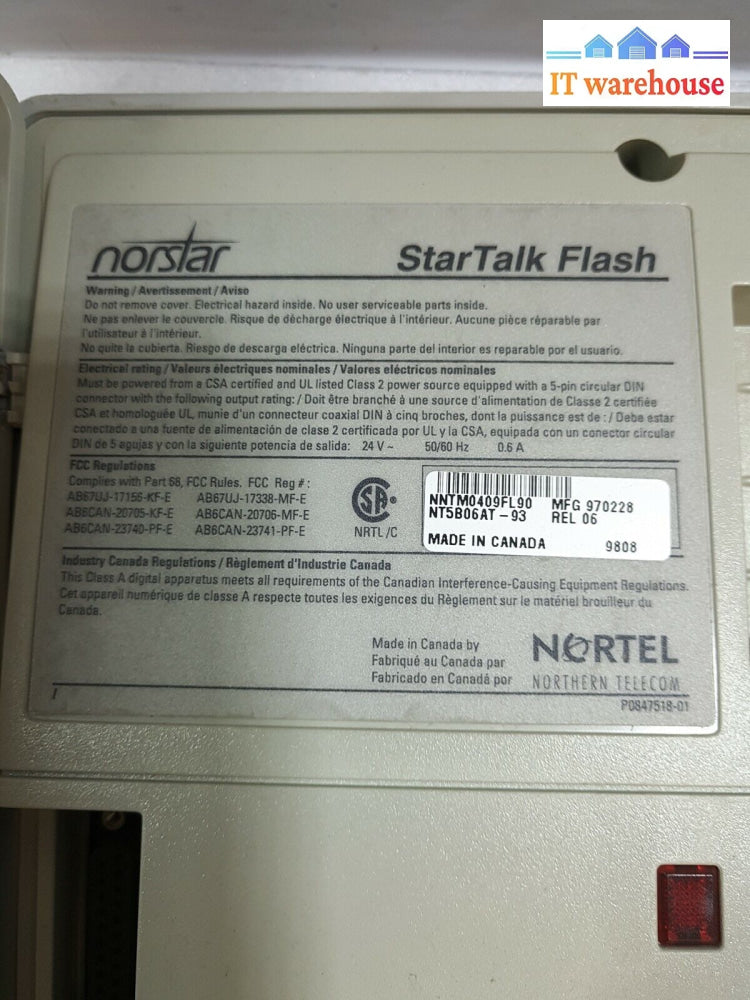 IT warehouse
norstar
StarTalk Flash
Warning / Avertissement / Aviso
Do not remove cover. Electrical hazard inside. No user serviceable parts inside.
Ne pas enlever le couvercle. Risque de décharge électrique à l'intérieur. Aucune pièce réparable par
l'utilisateur à l'intérieur.
No quite la cubierta. Riesgo de descarga eléctrica. Ninguna parte del interior es reparable por el usuario.
Electrical rating / Valeurs électriques nominales / Valores eléctricos nominales
Must be powered from a CSA certified and UL listed Class 2 power source equipped with a 5-pin circular DIN
connector with the following output rating: / Doit être branché à une source d'alimentation de Classe 2 certifiée
CSA et homologuée UL, munie d'un connecteur coaxial DIN à cinq broches, dont la puissance est de : / Debe estar
conectado a una fuente de alimentación de clase 2 certificada por UL y la CSA, equipada con un conector circular
DIN de 5 agujas y con la siguiente potencia de salida: 24 V ~ 50/60 Hz 0.6 A
FCC Regulations
Complies with Part 68, FCC Rules. FCC Reg # :
AB67UJ-17156-KF-E AB67UJ-17338-MF-E
AB6CAN-20705-KF-E AB6CAN-20706-MF-E
AB6CAN-23740-PF-E AB6CAN-23741-PF-E
SA
NRTL/C
NNTM0409FL90 MFG 970228
NT5B06AT-93 REL 06
MADE IN CANADA 9808
Industry Canada Regulations / Règlement d'Industrie Canada
This Class A digital apparatus meets all requirements of the Canadian Interference-Causing Equipment Regulations.
Cet appareil numérique de classe A respecte toutes les exigences du Règlement sur le matériel brouilleur du
Canada.
Made in Canada by
Fabriqué au Canada par
Fabricado en Canadá por
NORTEL
NORTHERN TELECOM
P0847518-01